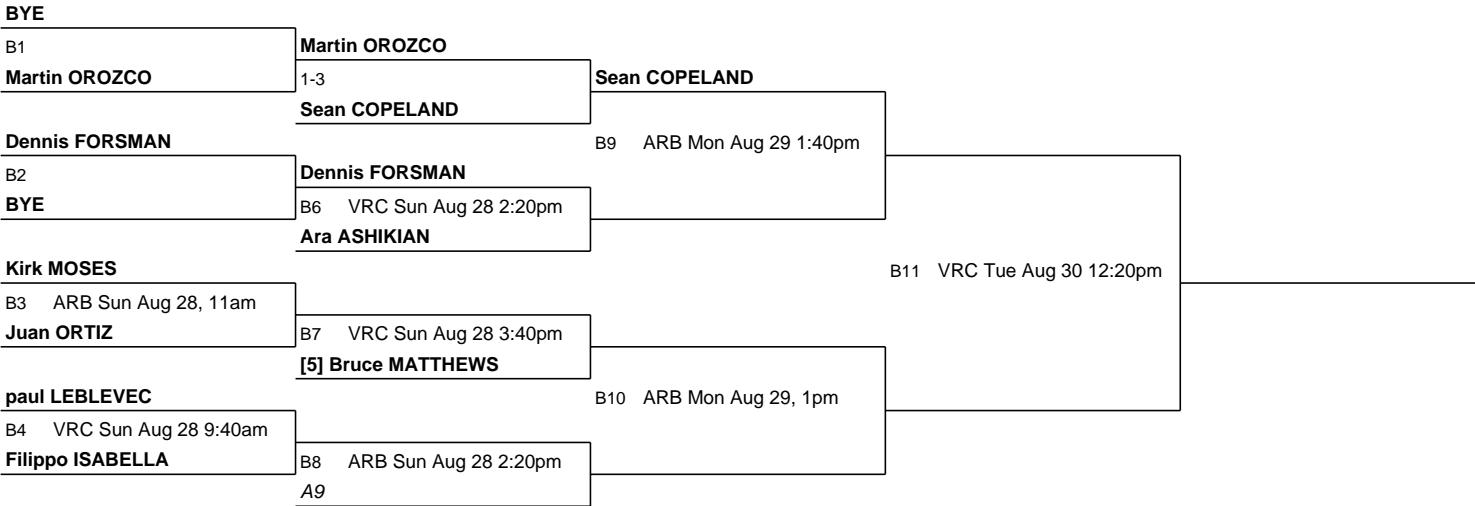 BYE
B1
Martin OROZCO
Martin OROZCO
1-3
Sean COPELAND
Sean COPELAND
Dennis FORSMAN
B9 ARB Mon Aug 29 1:40pm
B2
Dennis FORSMAN
BYE
B6 VRC Sun Aug 28 2:20pm
Ara ASHIKIAN
Kirk MOSES
B11 VRC Tue Aug 30 12:20pm
B3 ARB Sun Aug 28, 11am
Juan ORTIZ
B7 VRC Sun Aug 28 3:40pm
[5] Bruce MATTHEWS
paul LEBLEVEC
B10 ARB Mon Aug 29, 1pm
B4 VRC Sun Aug 28 9:40am
Filippo ISABELLA
B8 ARB Sun Aug 28 2:20pm
A9